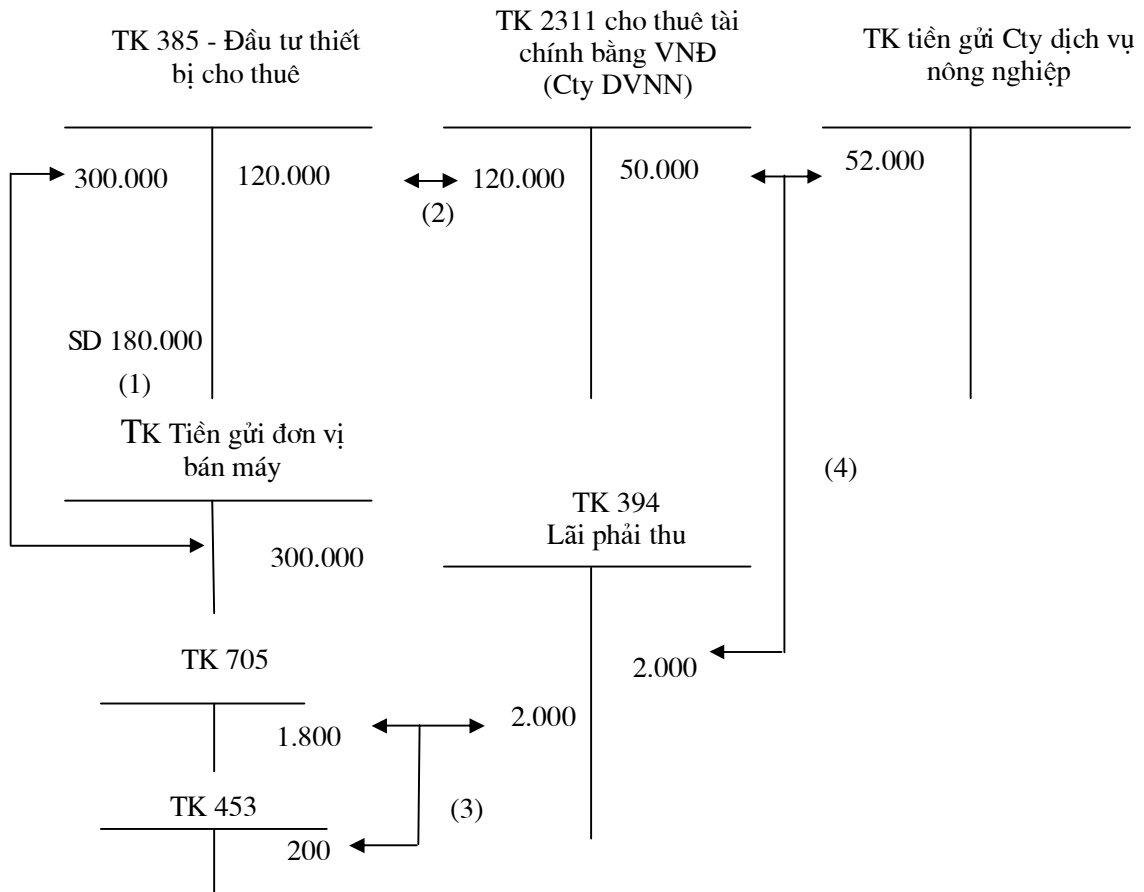 TK 385 - Đầu tư thiết
bị cho thuê
TK 2311 cho thuê tài
chính bằng VNĐ
(Cty DVNN)
TK tiền gửi Cty dịch vụ
nông nghiệp
300.000
120.000
(2)
120.000
50.000
52.000
SD 180.000
(1)
TK Tiền gửi đơn vị
bán máy
300.000
(4)
TK 394
Lãi phải thu
2.000
2.000
TK 705
1.800
(3)
TK 453
200